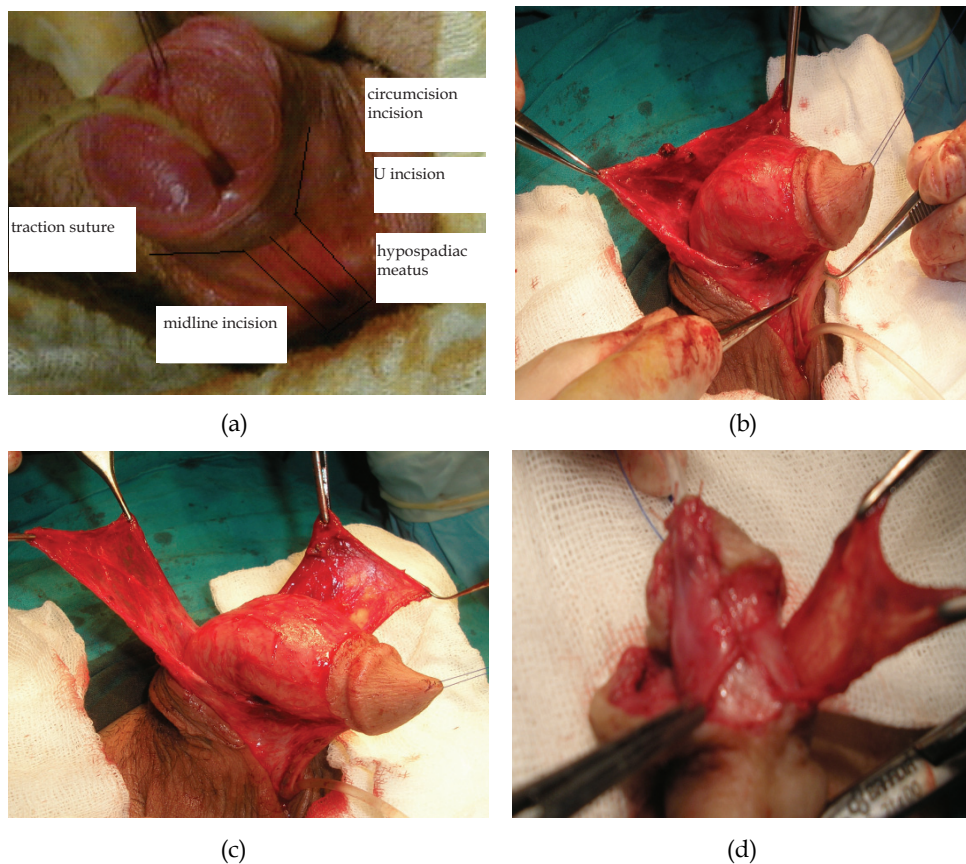 circumcision
incision
U incision
traction suture
hypospadiac
meatus
midline incision
(a)
(b)
(c)
(d)